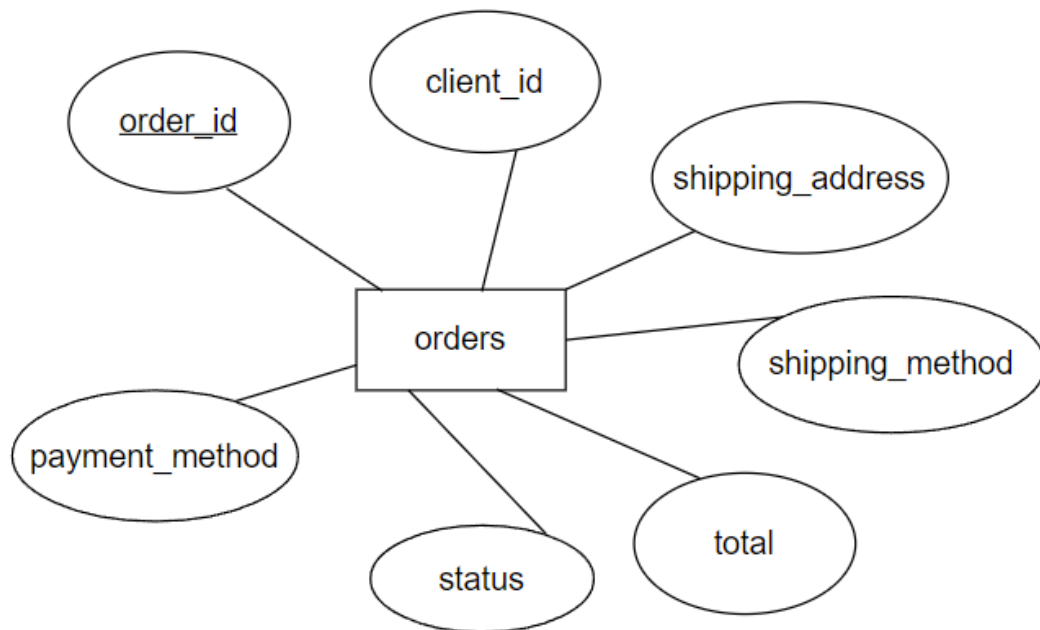 client_id
order_id
shipping_address
orders
shipping_method
payment_method
total
status